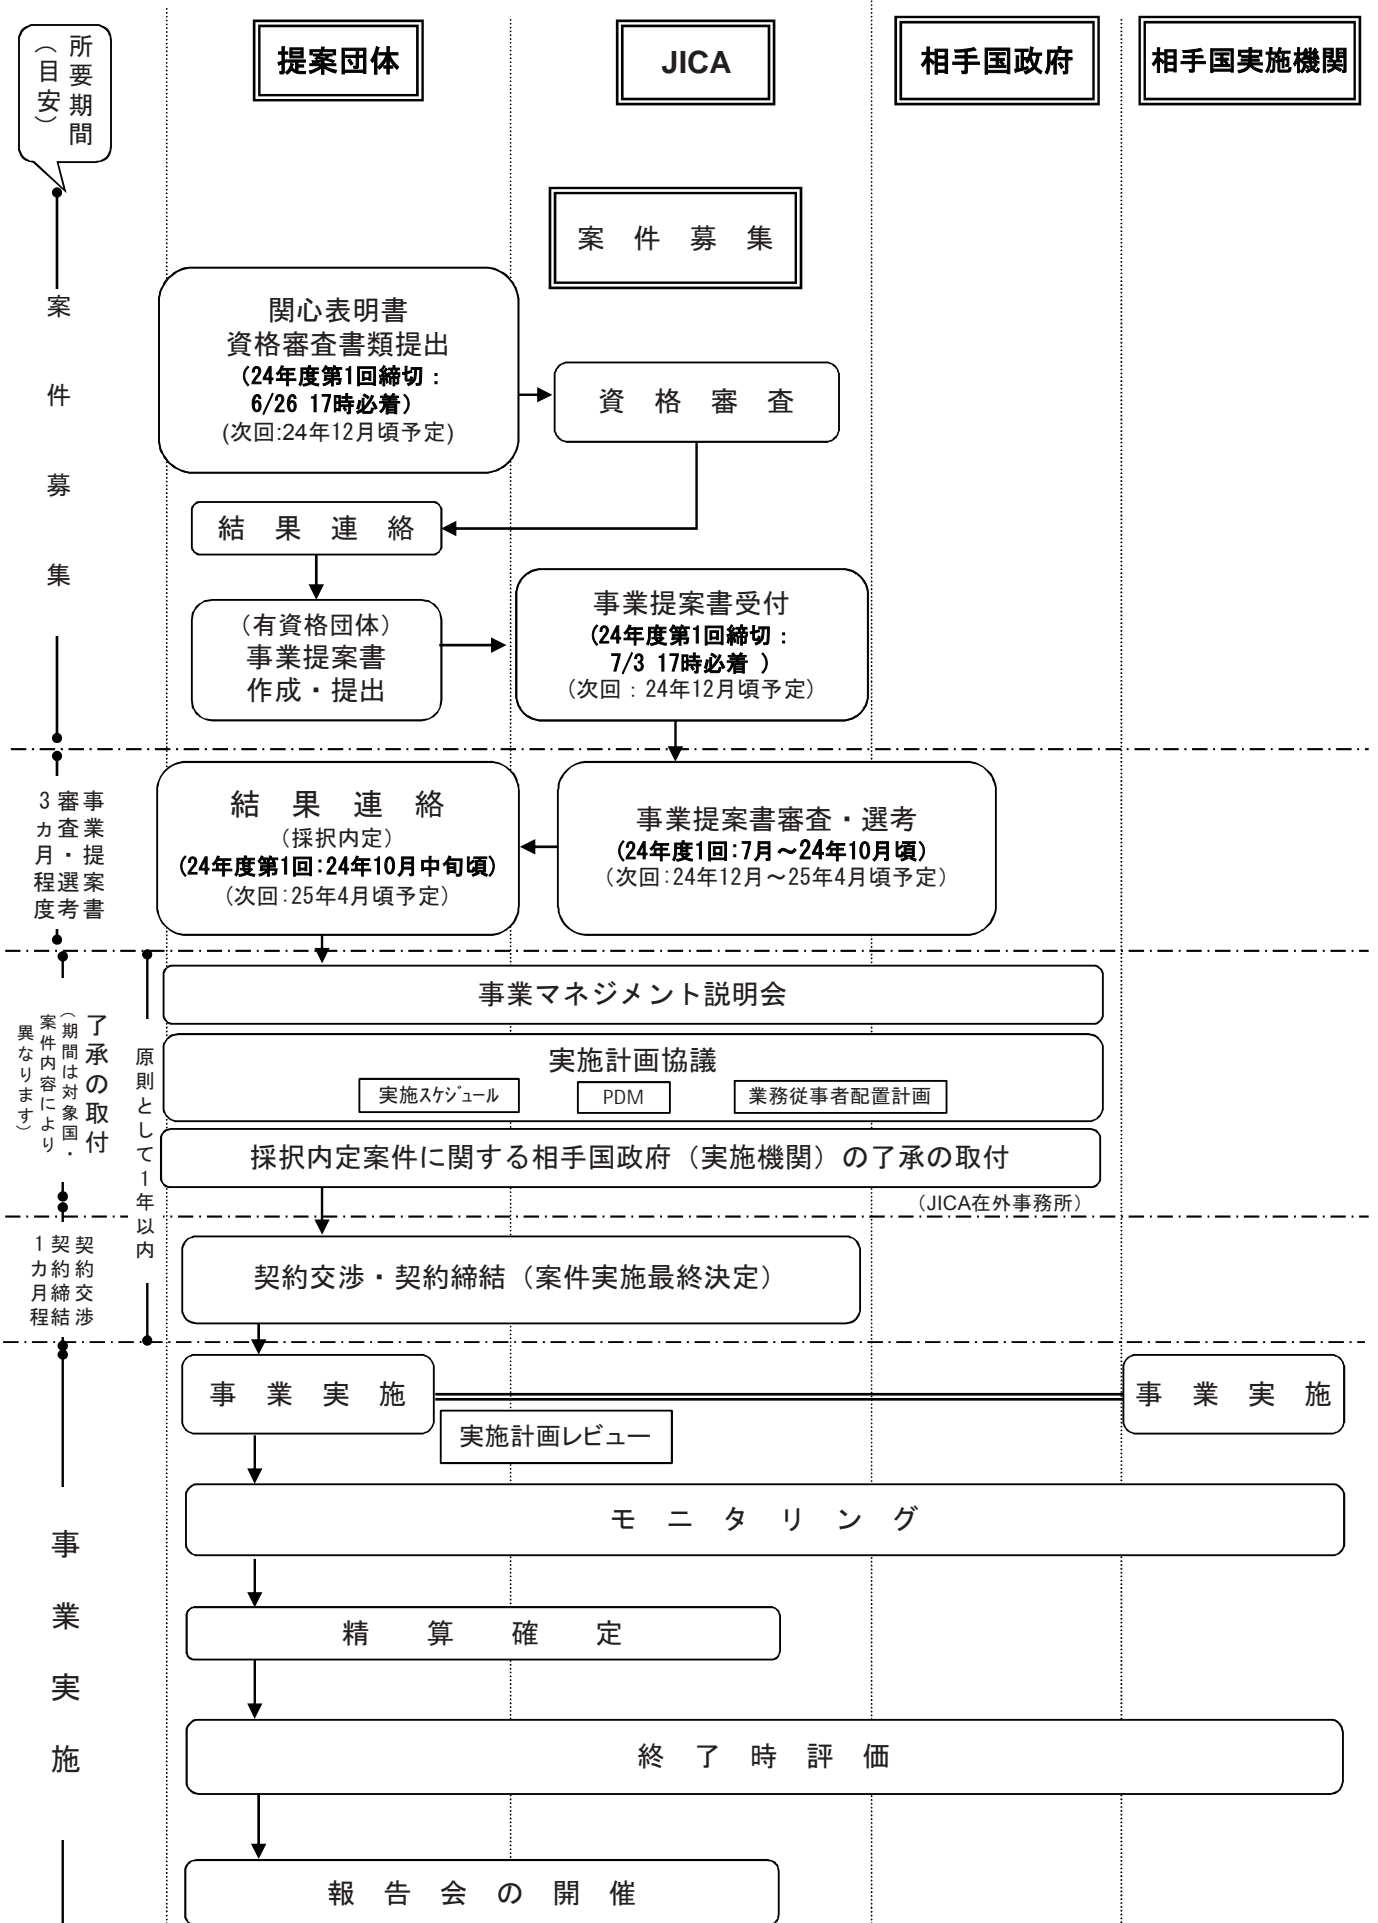 所要期間
（目安）
提案団体
JICA
相手国政府
相手国実施機関
案件募集
案件募集
関心表明書
資格審査書類提出
(24年度第1回締切：
6/26 17時必着)
(次回:24年12月頃予定)
資格審査
結果連絡
（有資格団体）
事業提案書
作成・提出
事業提案書受付
(24年度第1回締切：
7/3 17時必着 )
（次回：24年12月頃予定）
事業提案書
審査・選考
3カ月程度
結果連絡
（採択内定）
(24年度第1回:24年10月中旬頃)
（次回:25年4月頃予定）
事業提案書審査・選考
(24年度1回:7月～24年10月頃)
（次回:24年12月～25年4月頃予定）
了承の取付
（期間は対象国・
案件内容により
異なります）
原則として1年以内
事業マネジメント説明会
実施計画協議
実施ｽｹｼﾞｭｰﾙ
PDM
業務従事者配置計画
採択内定案件に関する相手国政府（実施機関）の了承の取付
（JICA在外事務所）
契約交渉
契約締結
1カ月程
契約交渉・契約締結（案件実施最終決定）
事業実施
事業実施
事業実施
実施計画レビュー
モニタリング
精算確定
終了時評価
報告会の開催